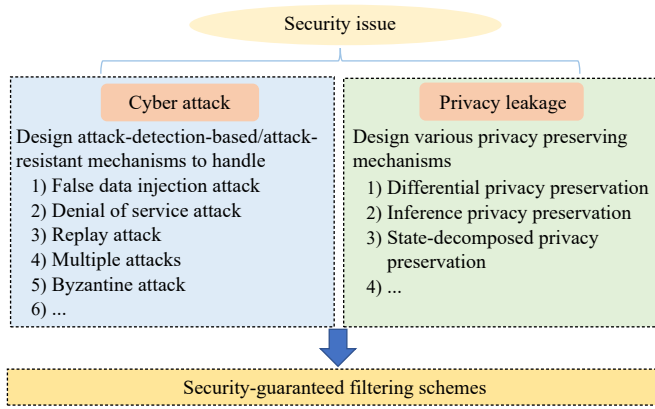 Security issue
Cyber attack
Design attack-detection-based/attack-
resistant mechanisms to handle
1) False data injection attack
2) Denial of service attack
3) Replay attack
4) Multiple attacks
5) Byzantine attack
6) ...
Privacy leakage
Design various privacy preserving
mechanisms
1) Differential privacy preservation
2) Inference privacy preservation
3) State-decomposed privacy
preservation
4) ...
Security-guaranteed filtering schemes